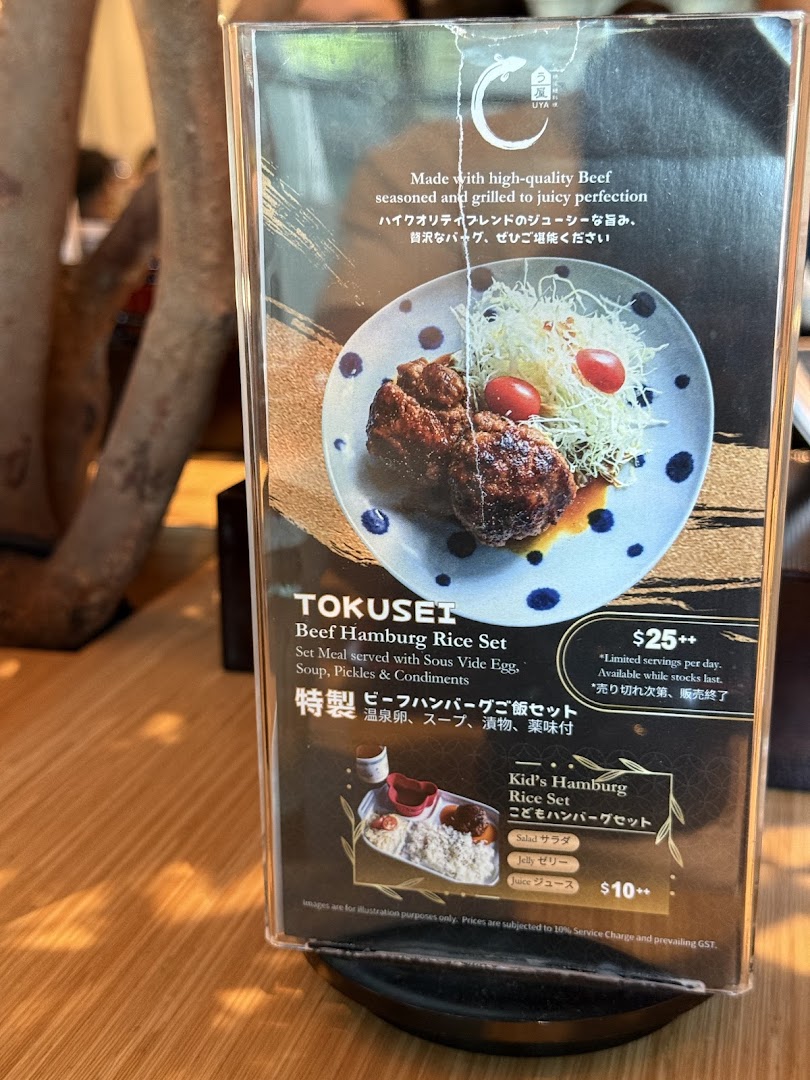 う
屋
UYA
Made with high-quality Beef
seasoned and grilled to juicy perfection
ハイクオリティブレンドのジューシーな旨み、
贅沢なバーグ、ぜひご堪能ください
TOKUSEI
Beef Hamburg Rice Set
Set Meal served with Sous Vide Egg,
Soup, Pickles & Condiments
特製 ビーフハンバーグご飯セット
温泉卵、スープ、漬物、薬味付
$25++
*Limited servings per day.
Available while stocks last.
*売り切れ次第、販売終了
Kid's Hamburg
Rice Set
こどもハンバーグセット
Salad サラダ
Jelly ゼリー
Juice ジュース
$10++
Images are for illustration purposes only. Prices are subjected to 10% Service Charge and prevailing GST.